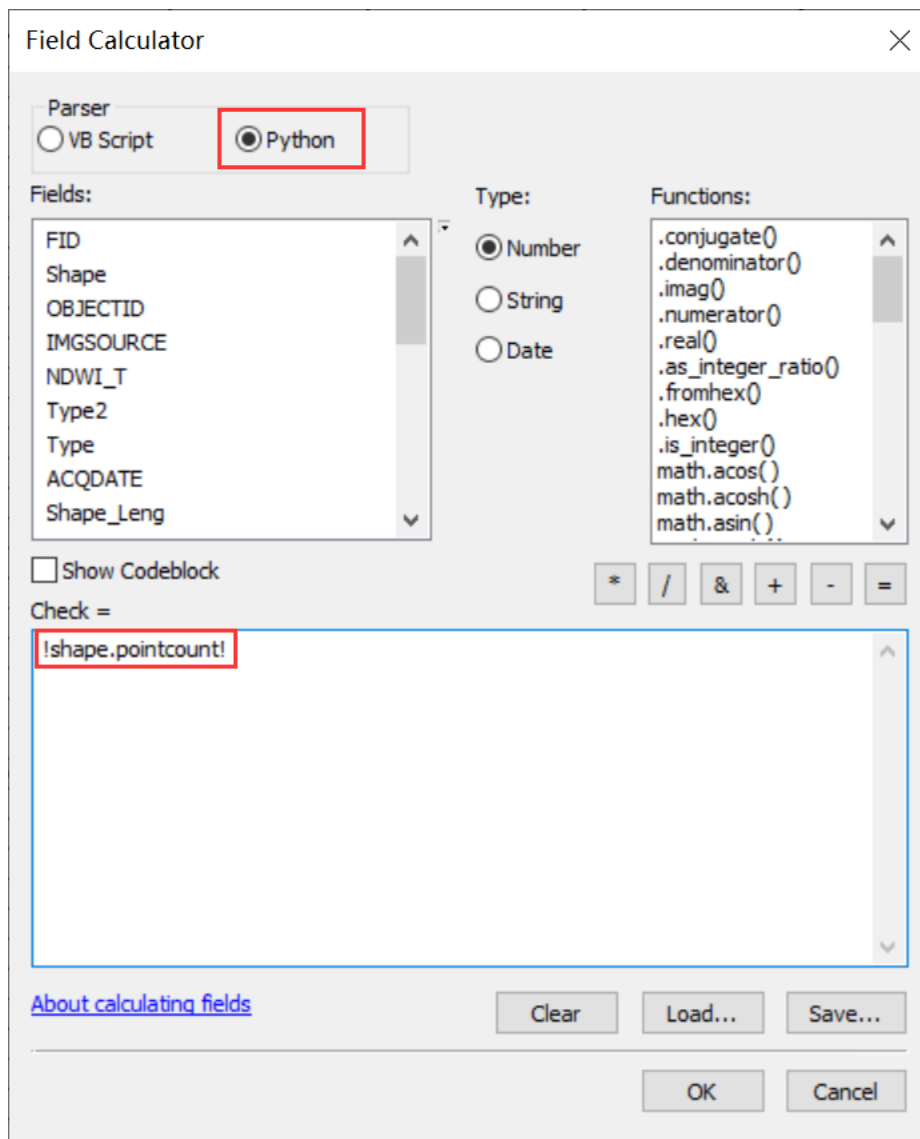 Field Calculator
Parser
VB Script
Python
Fields:
Type:
Functions:
FID
Shape
OBJECTID
IMGSOURCE
NDWI_T
Type2
Type
ACQDATE
Shape_Leng
Number
String
Date
.conjugate()
.denominator()
.imag()
.numerator()
.real()
.as_integer_ratio()
.fromhex()
.hex()
.is_integer()
math.acos( )
math.acosh( )
math.asin( )
Show Codeblock
* / & + - =
Check =
!shape.pointcount!
About calculating fields
Clear
Load...
Save...
OK
Cancel